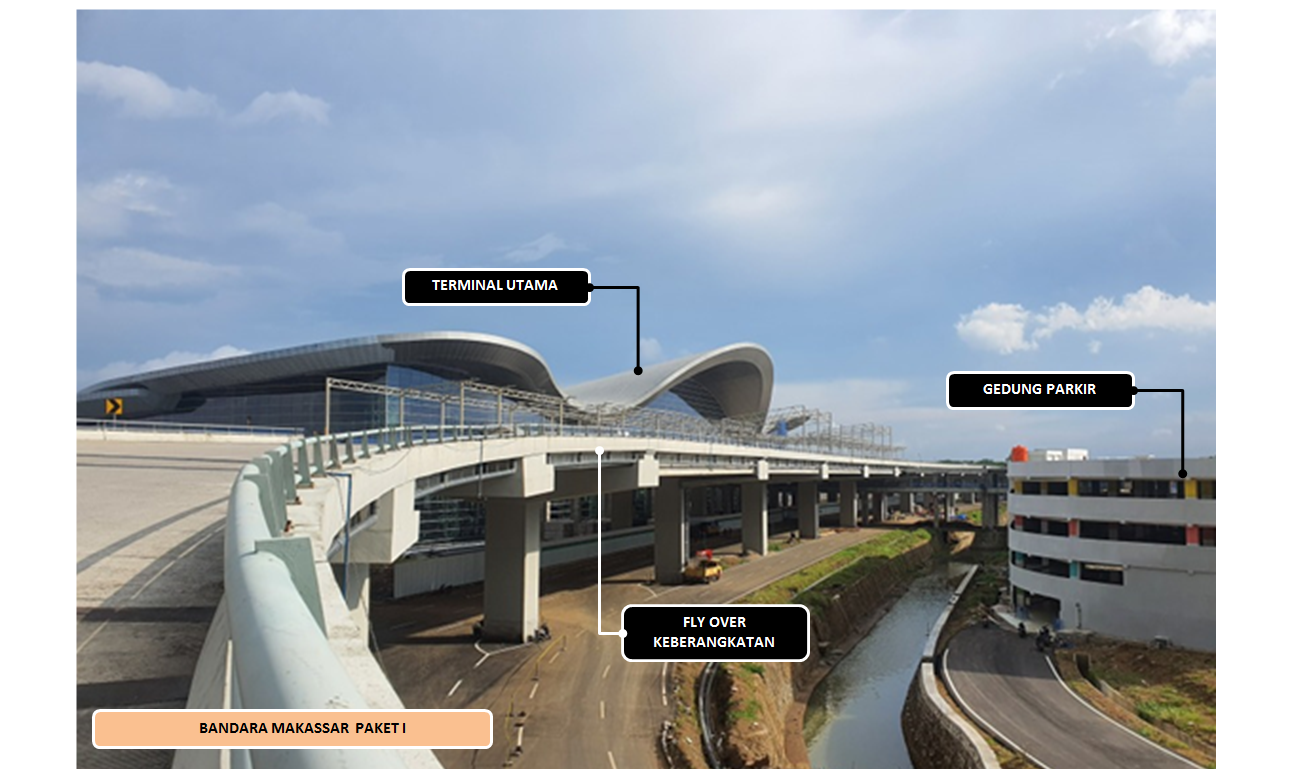 TERMINAL UTAMA
GEDUNG PARKIR
FLY OVER
KEBERANGKATAN
BANDARA MAKASSAR PAKET I